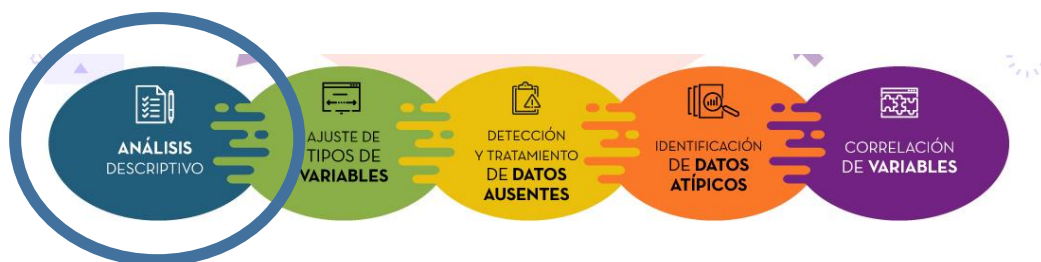 ANÁLISIS
DESCRIPTIVO
AJUSTE DE
TIPOS DE
VARIABLES
DETECCIÓN
Y TRATAMIENTO
DE DATOS
AUSENTES
IDENTIFICACIÓN
DE DATOS
ATÍPICOS
CORRELACIÓN
DE VARIABLES